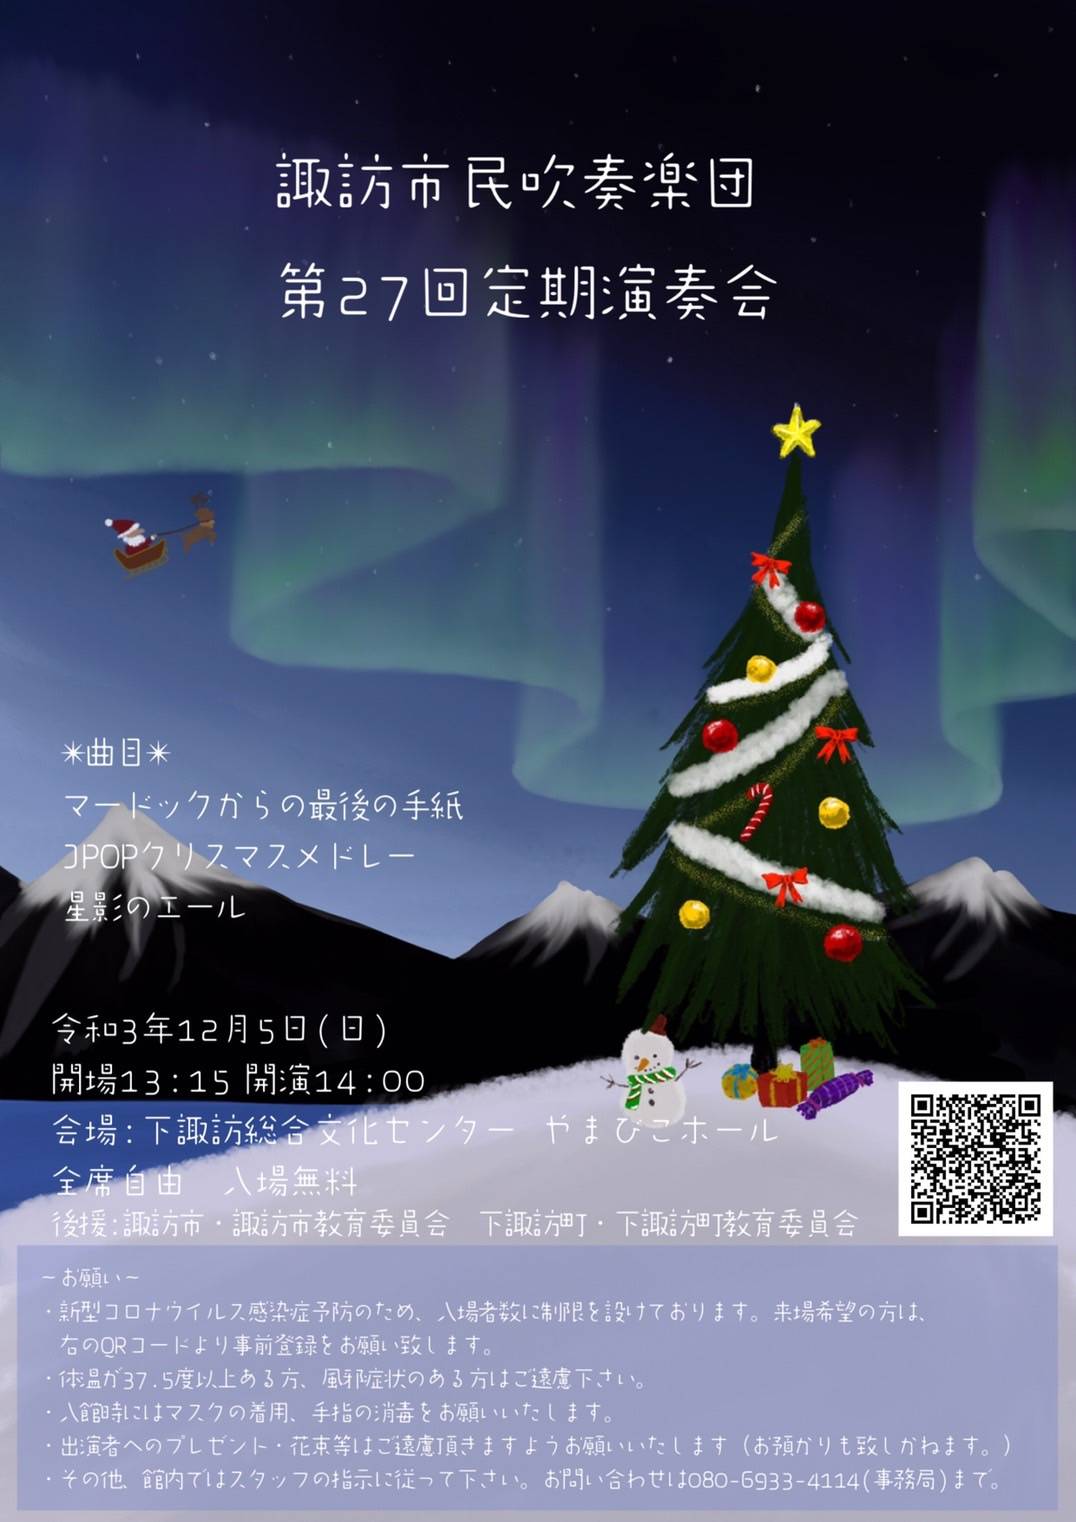 諏訪市民吹奏楽団
第27回定期演奏会
✴曲目✴
マードックからの最後の手紙
JPOPクリスマスメドレー
星影のエール
令和3年12月5日(日)
開場13:15 開演14:00
会場:下諏訪総合文化センター　やまびこホール
全席自由　入場無料
後援:諏訪市・諏訪市教育委員会　下諏訪町・下諏訪町教育委員会
~お願い~
・新型コロナウイルス感染症予防のため、入場者数に制限を設けております。来場希望の方は、
右のQRコードより事前登録をお願い致します。
・体温が37.5度以上ある方、風邪症状のある方はご遠慮下さい。
・入館時にはマスクの着用、手指の消毒をお願いいたします。
・出演者へのプレゼント・花束等はご遠慮頂きますようお願いいたします（お預かりも致しかねます。）
・その他、館内ではスタッフの指示に従って下さい。お問い合わせは080-6933-4114(事務局)まで。